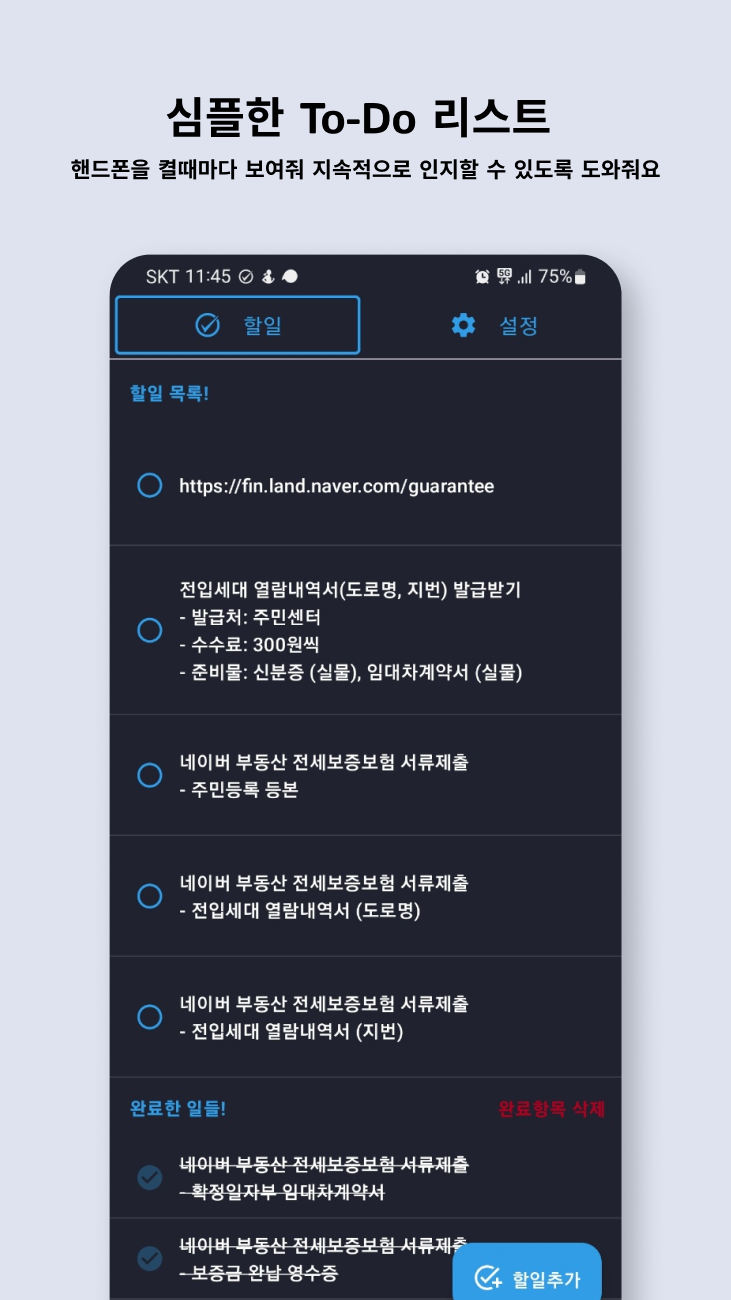 심플한 To-Do 리스트
핸드폰을 켤때마다 보여줘 지속적으로 인지할 수 있도록 도와줘요
SKT 11:45 5G 75%
할일 설정
할일 목록!
https://fin.land.naver.com/guarantee
전입세대 열람내역서(도로명, 지번) 발급받기
- 발급처: 주민센터
- 수수료: 300원씩
- 준비물: 신분증 (실물), 임대차계약서 (실물)
네이버 부동산 전세보증보험 서류제출
- 주민등록 등본
네이버 부동산 전세보증보험 서류제출
- 전입세대 열람내역서 (도로명)
네이버 부동산 전세보증보험 서류제출
- 전입세대 열람내역서 (지번)
완료한 일들! 완료항목 삭제
네이버 부동산 전세보증보험 서류제출
- 확정일자부 임대차계약서
네이버 부동산 전세보증보험 서류제출
- 보증금 완납 영수증
할일추가